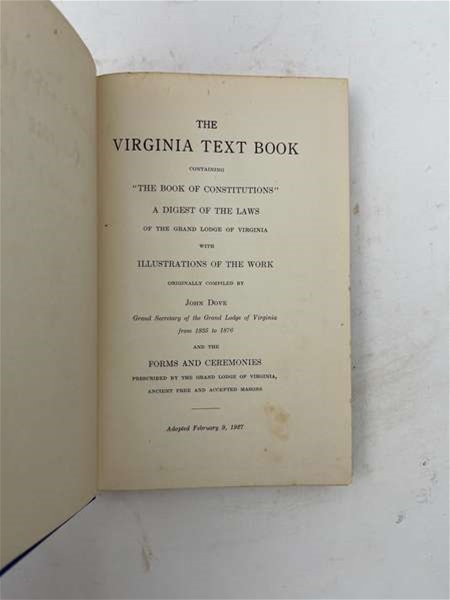 THE
VIRGINIA TEXT BOOK
CONTAINING
"THE BOOK OF CONSTITUTIONS"
A DIGEST OF THE LAWS
OF THE GRAND LODGE OF VIRGINIA
WITH
ILLUSTRATIONS OF THE WORK
ORIGINALLY COMPILED BY
JOHN DOVE
Grand Secretary of the Grand Lodge of Virginia
from 1835 to 1876
AND THE
FORMS AND CEREMONIES
PRESCRIBED BY THE GRAND LODGE OF VIRGINIA,
ANCIENT FREE AND ACCEPTED MASONS
Adopted February 9, 1927